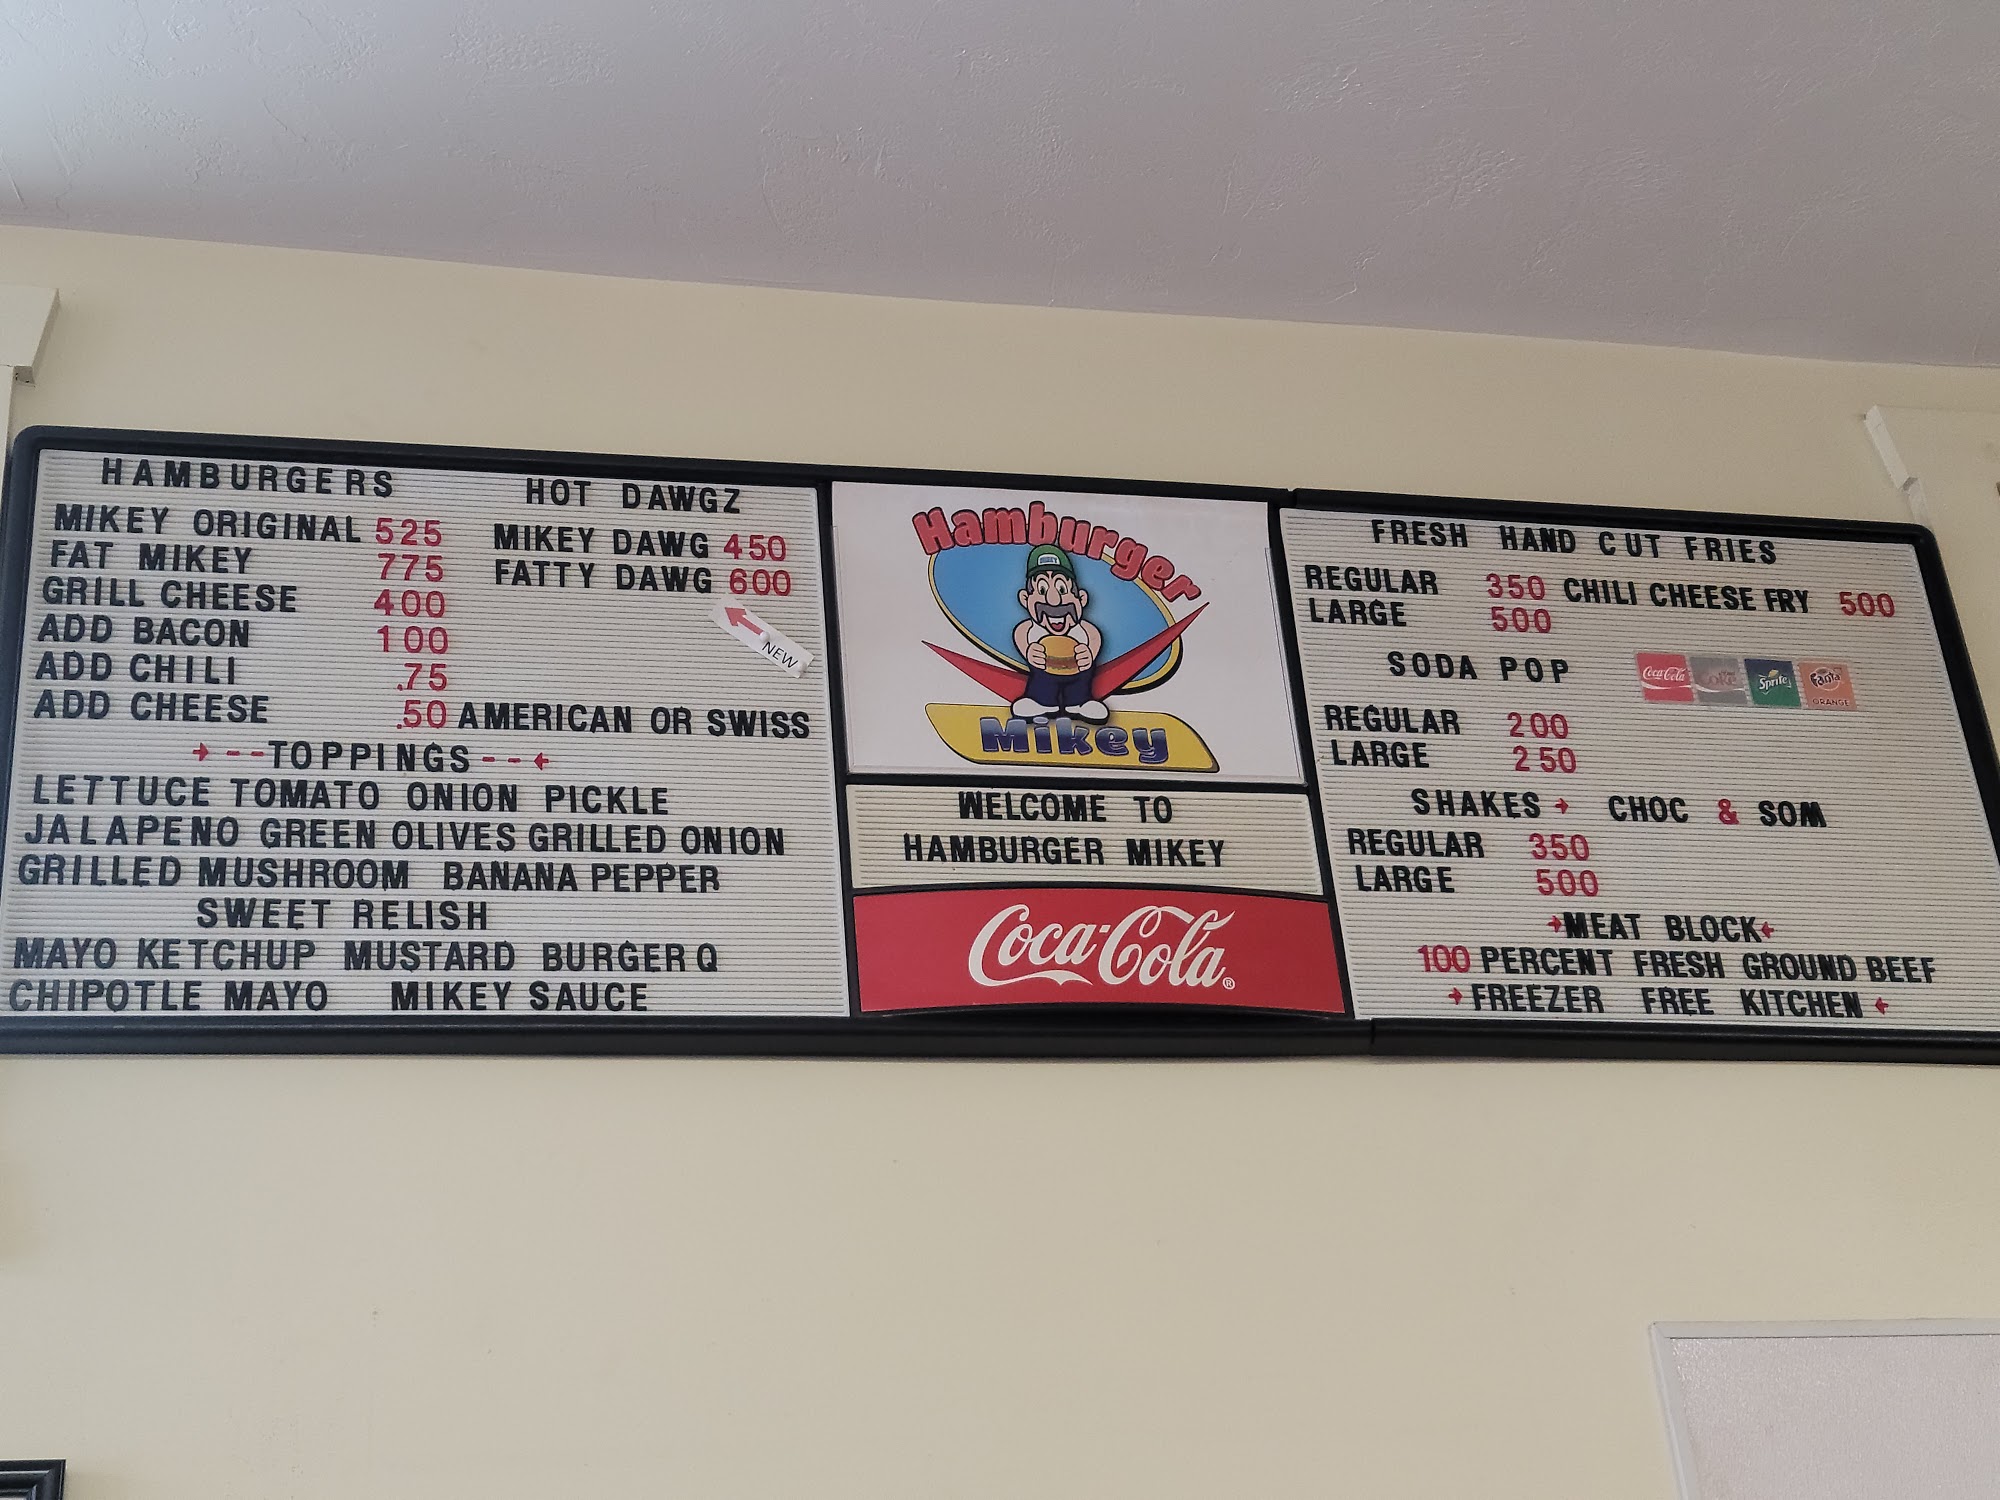 HAMBURGERS
MIKEY ORIGINAL 525
FAT MIKEY 775
GRILL CHEESE 400
ADD BACON 100
ADD CHILI .75
ADD CHEESE .50 AMERICAN OR SWISS
HOT DAWGZ
MIKEY DAWG 450
FATTY DAWG 600
NEW
--TOPPINGS--
LETTUCE TOMATO ONION PICKLE
JALAPENO GREEN OLIVES GRILLED ONION
GRILLED MUSHROOM BANANA PEPPER
SWEET RELISH
MAYO KETCHUP MUSTARD BURGER Q
CHIPOTLE MAYO MIKEY SAUCE
Hamburger
Mikey
WELCOME TO
HAMBURGER MIKEY
Coca-Cola®
FRESH HAND CUT FRIES
REGULAR 350 CHILI CHEESE FRY 500
LARGE 500
SODA POP
Coca-Cola Coke Sprite Fanta
ORANGE
REGULAR 200
LARGE 250
SHAKES → CHOC & SOM
REGULAR 350
LARGE 500
→MEAT BLOCK←
100 PERCENT FRESH GROUND BEEF
→FREEZER FREE KITCHEN←